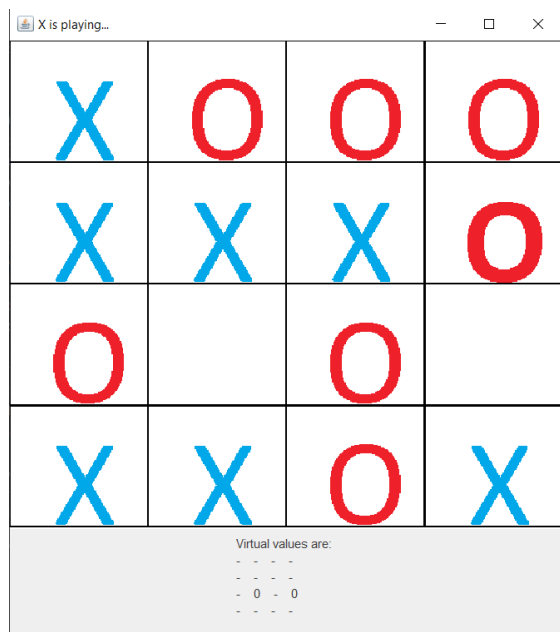 X is playing...
X O O O
X X X O
O O
X X O X
Virtual values are:
- - - -
- - - -
- 0 - 0
- - - -